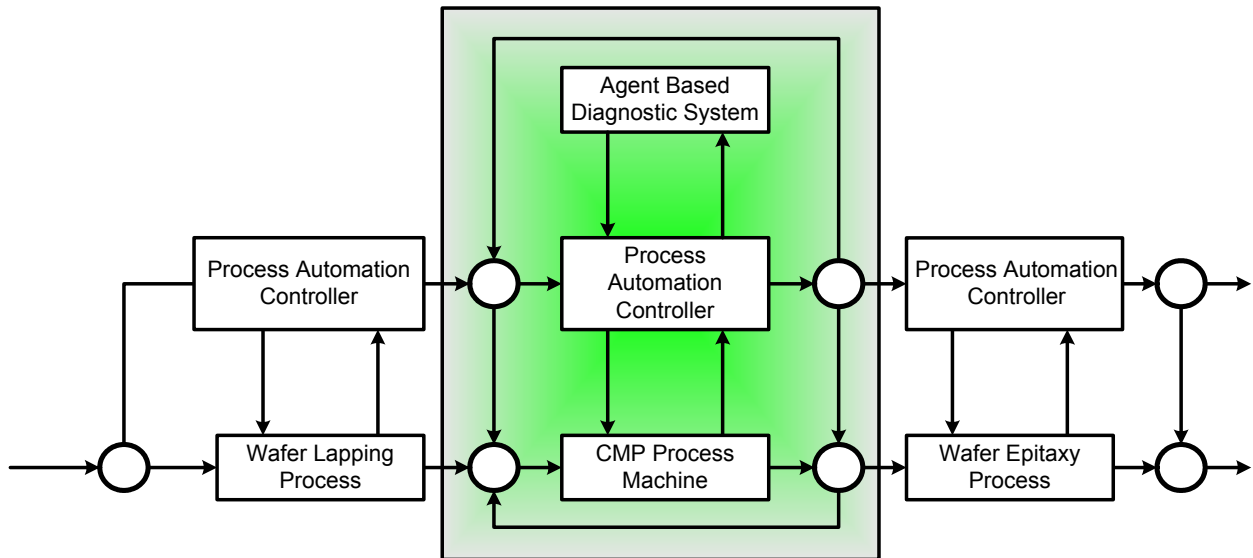 Agent Based
Diagnostic System
Process Automation
Controller
Process
Automation
Controller
Process Automation
Controller
Wafer Lapping
Process
CMP Process
Machine
Wafer Epitaxy
Process